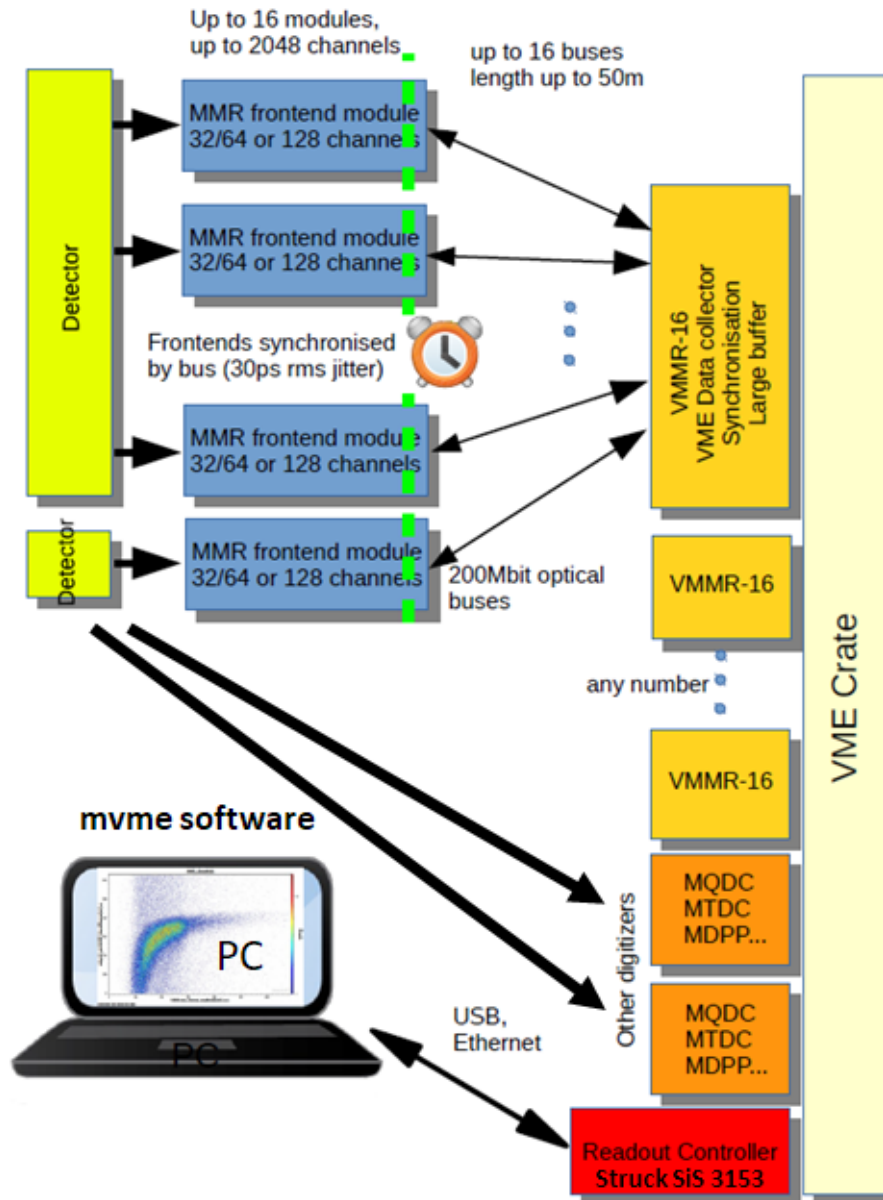 Up to 16 modules,
up to 2048 channels
up to 16 buses
length up to 50m
Detector
MMR frontend module
32/64 or 128 channels
MMR frontend module
32/64 or 128 channels
Frontends synchronised
by bus (30ps rms jitter)
MMR frontend module
32/64 or 128 channels
Detector
MMR frontend module
32/64 or 128 channels
200Mbit optical
buses
VMMR-16
VME Data collector
Synchronisation
Large buffer
VME Crate
VMMR-16
any number
VMMR-16
mvme software
PC
PC
Other digitizers
MQDC
MTDC
MDPP...
MQDC
MTDC
MDPP...
USB,
Ethernet
Readout Controller
Struck SiS 3153